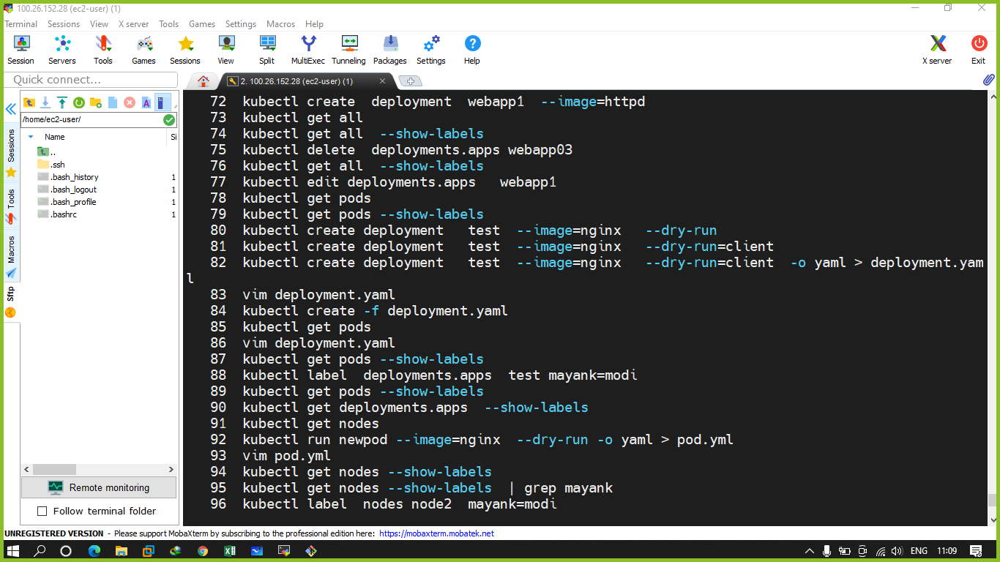 100.26.152.28 (ec2-user) (1)
Terminal Sessions View X server Tools Games Settings Macros Help
Session Servers Tools Games Sessions View Split MultiExec Tunneling Packages Settings Help X server Exit
Quick connect...
2. 100.26.152.28 (ec2-user) (1)
/home/ec2-user/
Name Si
..
.ssh
.bash_history 1
.bash_logout 1
.bash_profile 1
.bashrc 1
Sessions
Tools
Macros
Sftp
Remote monitoring
Follow terminal folder
72 kubectl create deployment webapp1 --image=httpd
73 kubectl get all
74 kubectl get all --show-labels
75 kubectl delete deployments.apps webapp03
76 kubectl get all --show-labels
77 kubectl edit deployments.apps webapp1
78 kubectl get pods
79 kubectl get pods --show-labels
80 kubectl create deployment test --image=nginx --dry-run
81 kubectl create deployment test --image=nginx --dry-run=client
82 kubectl create deployment test --image=nginx --dry-run=client -o yaml > deployment.yam
l
83 vim deployment.yaml
84 kubectl create -f deployment.yaml
85 kubectl get pods
86 vim deployment.yaml
87 kubectl get pods --show-labels
88 kubectl label deployments.apps test mayank=modi
89 kubectl get pods --show-labels
90 kubectl get deployments.apps --show-labels
91 kubectl get nodes
92 kubectl run newpod --image=nginx --dry-run -o yaml > pod.yml
93 vim pod.yml
94 kubectl get nodes --show-labels
95 kubectl get nodes --show-labels | grep mayank
96 kubectl label nodes node2 mayank=modi
UNREGISTERED VERSION - Please support MobaXterm by subscribing to the professional edition here: https://mobaxterm.mobatek.net
ENG 11:09